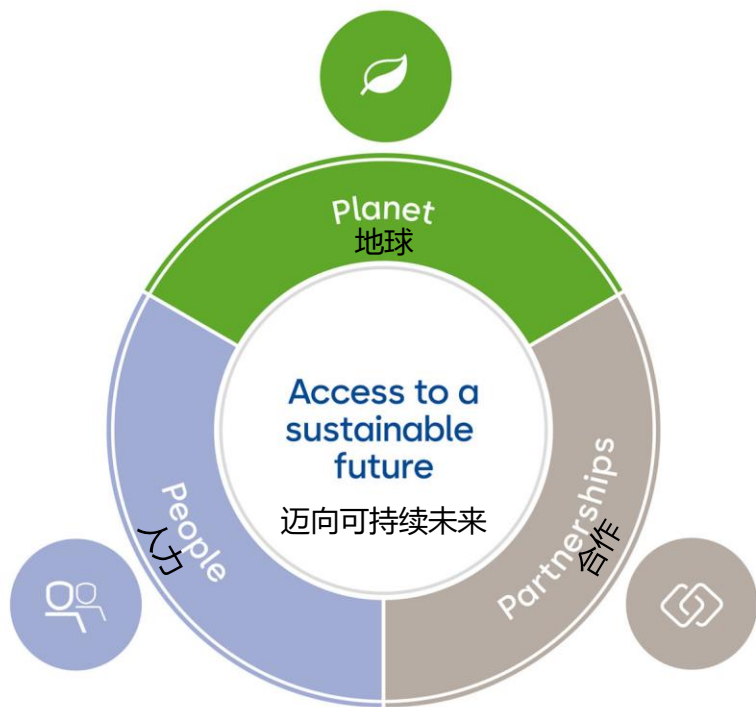 Planet
地球
Access to a
sustainable
future
迈向可持续未来
People
人力
Partnerships
合作